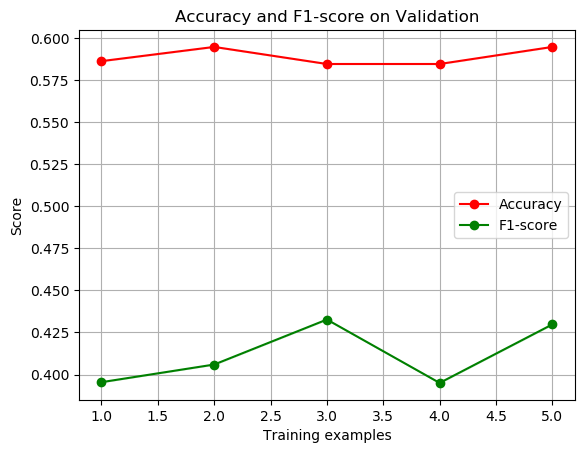 Accuracy and F1-score on Validation
0.600
0.575
0.550
0.525
0.500
0.475
0.450
0.425
0.400
Score
Accuracy
F1-score
1.0 1.5 2.0 2.5 3.0 3.5 4.0 4.5 5.0
Training examples